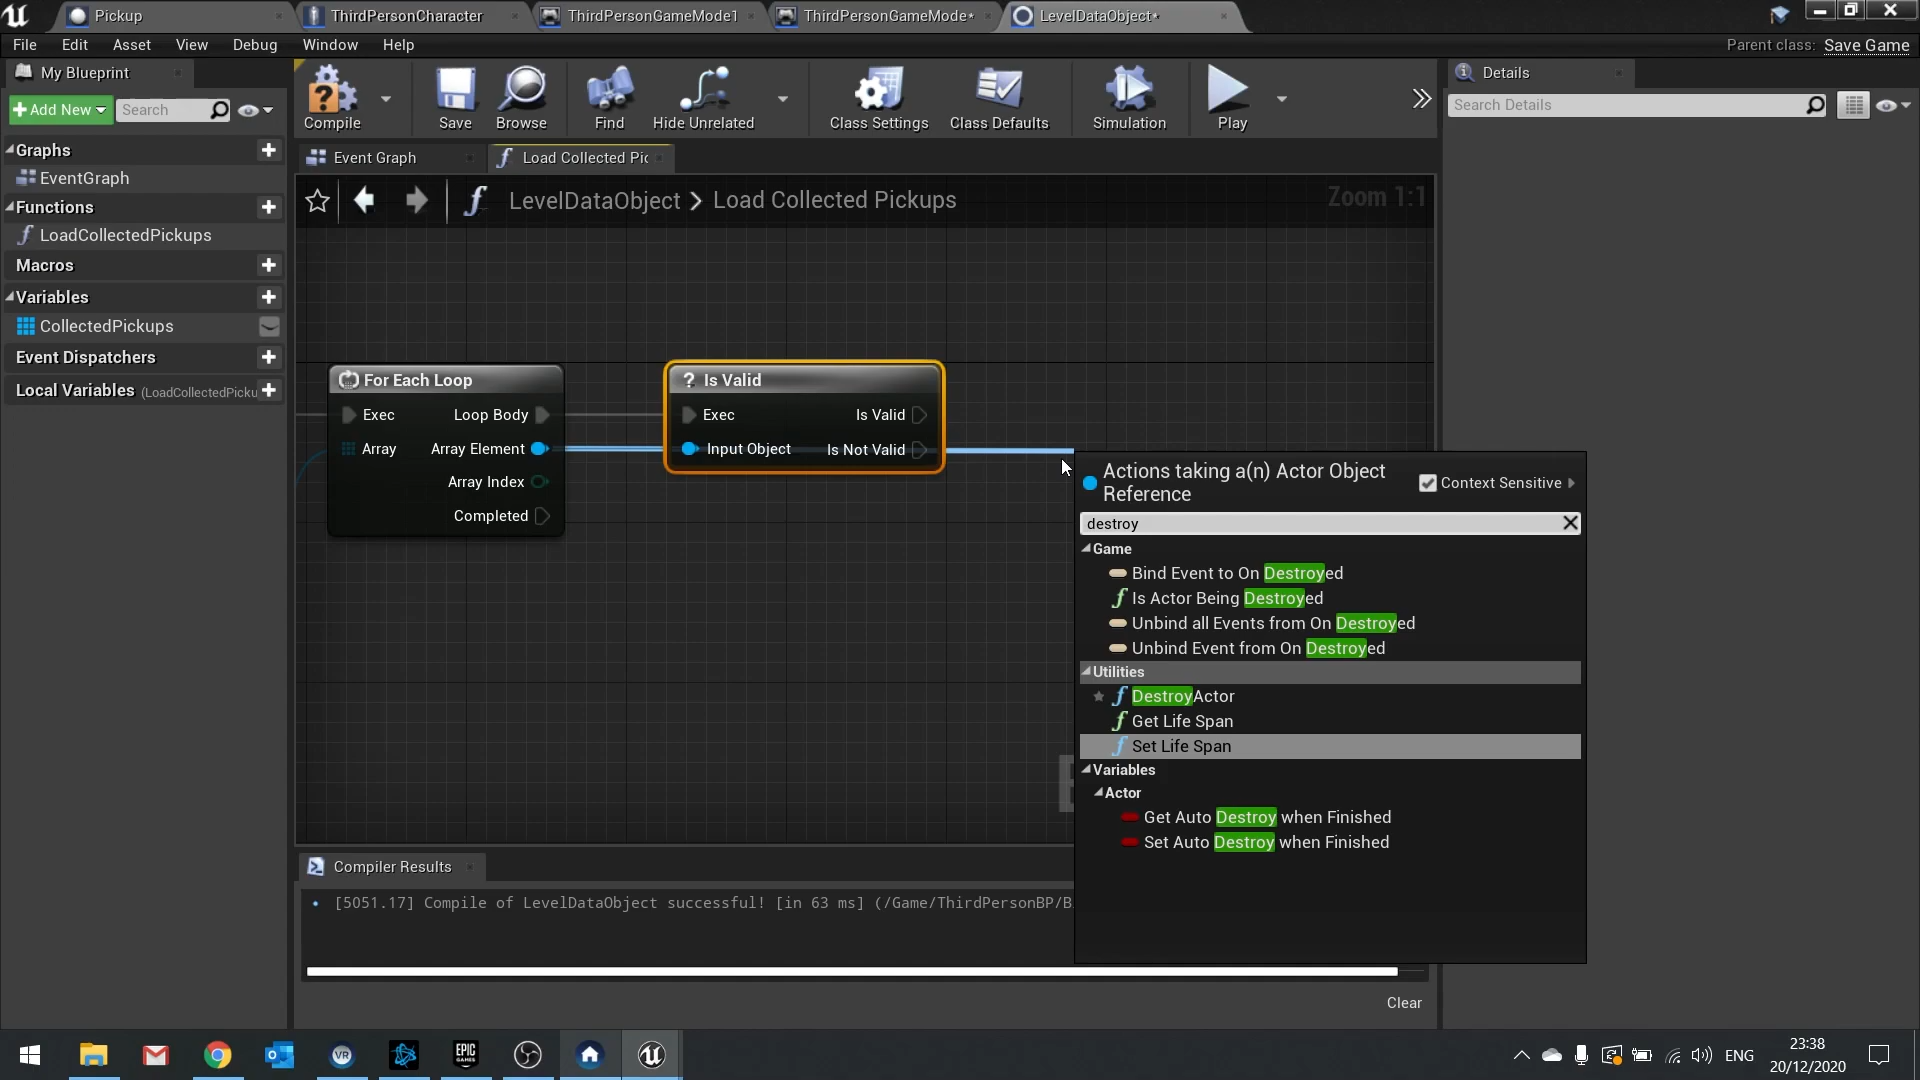 Pickup
ThirdPersonCharacter
ThirdPersonGameMode1
ThirdPersonGameMode*
LevelDataObject*
File Edit Asset View Debug Window Help
Parent class: Save Game
My Blueprint
Add New
Search
Compile
Save
Browse
Find
Hide Unrelated
Class Settings
Class Defaults
Simulation
Play
Details
Search Details
Graphs
EventGraph
Functions
LoadCollectedPickups
Macros
Variables
CollectedPickups
Event Dispatchers
Local Variables (LoadCollectedPicku
Event Graph
Load Collected Pic
LevelDataObject > Load Collected Pickups
Zoom 1:1
For Each Loop
Exec Loop Body
Array Array Element
Array Index
Completed
? Is Valid
Exec Is Valid
Input Object Is Not Valid
Actions taking a(n) Actor Object
Reference
Context Sensitive
destroy
Game
Bind Event to On Destroyed
Is Actor Being Destroyed
Unbind all Events from On Destroyed
Unbind Event from On Destroyed
Utilities
DestroyActor
Get Life Span
Set Life Span
Variables
Actor
Get Auto Destroy when Finished
Set Auto Destroy when Finished
Compiler Results
[5051.17] Compile of LevelDataObject successful! [in 63 ms] (/Game/ThirdPersonBP/B
Clear
VR
EPIC
GAMES
ENG
23:38
20/12/2020